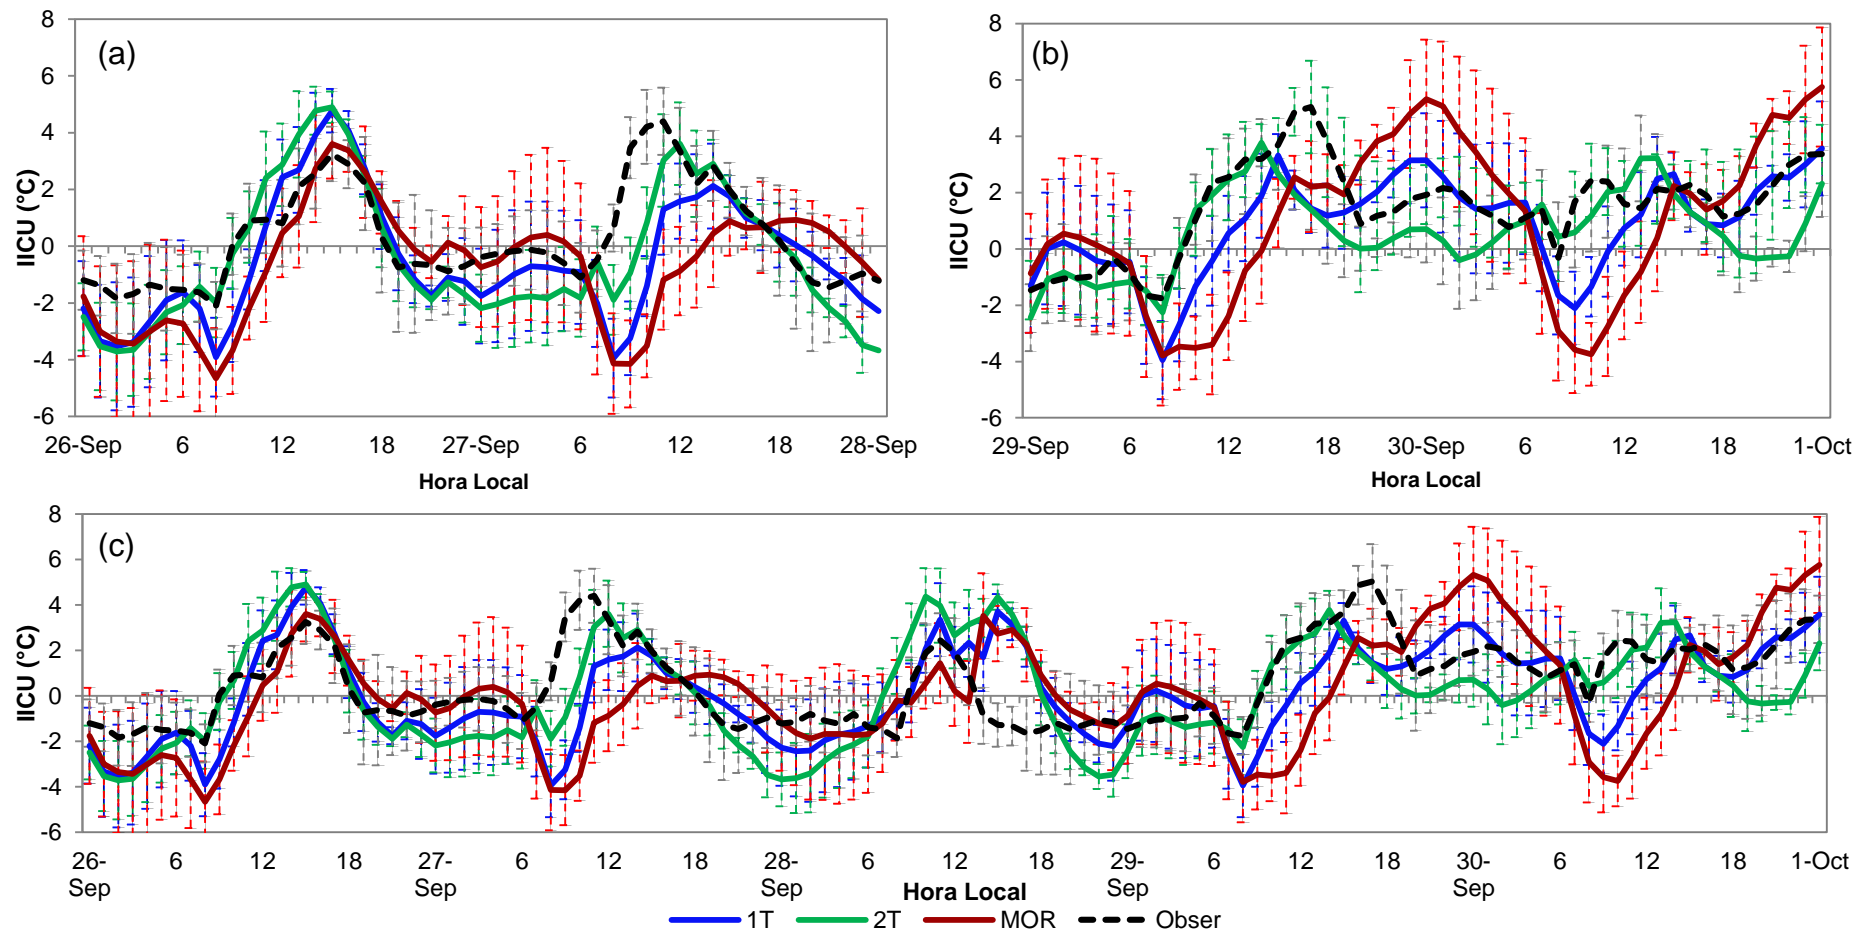 (a)
IICU (°C)
8
6
4
2
0
-2
-4
-6
26-Sep 6 12 18 27-Sep 6 12 18 28-Sep
Hora Local
(b)
IICU (°C)
8
6
4
2
0
-2
-4
-6
29-Sep 6 12 18 30-Sep 6 12 18 1-Oct
Hora Local
(c)
IICU (°C)
8
6
4
2
0
-2
-4
-6
26- 6 12 18 27- 6 12 18 28- 6 12 18 29- 6 12 18 30- 6 12 18 1-Oct
Sep Sep Sep Sep Sep
Hora Local
1T 2T MOR Obser